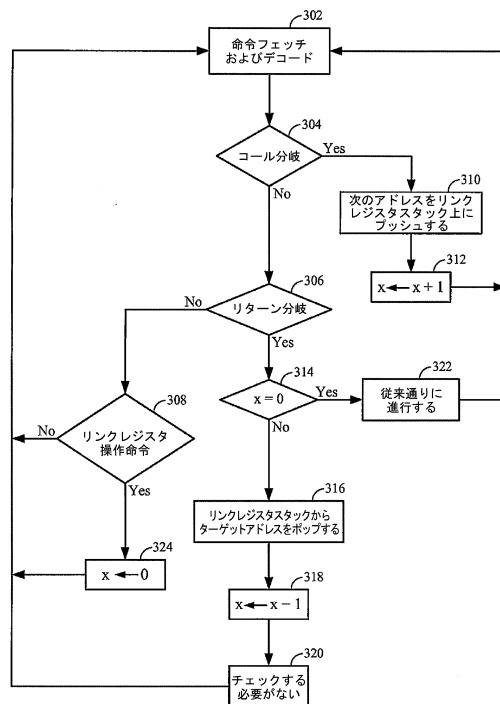 302
命令フェッチ
およびデコード
304
コール分岐
Yes
No
310
次のアドレスをリンク
レジスタスタック上に
プッシュする
312
x ← x + 1
306
リターン分岐
No
Yes
314
x = 0
Yes
No
322
従来通りに
進行する
308
リンクレジスタ
操作命令
No
Yes
316
リンクレジスタスタックから
ターゲットアドレスをポップする
324
x ← 0
318
x ← x − 1
320
チェックする
必要がない